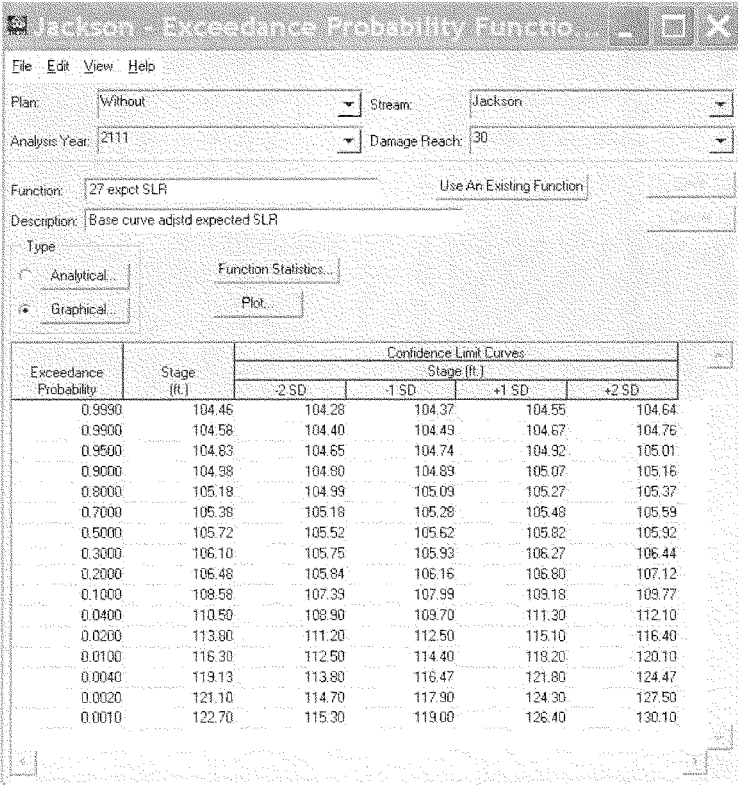 Jackson - Exceedance Probability Functio...
File Edit View Help
Plan: Without Stream: Jackson
Analysis Year: 2111 Damage Reach: 30
Function: 27 expct SLR Use An Existing Function
Description: Base curve adjstd expected SLR
Type
Analytical... Function Statistics...
Graphical... Plot...
Confidence Limit Curves
Exceedance Stage Stage (ft.)
Probability (ft.) -2 SD -1 SD +1 SD +2 SD
0.9990 104.46 104.28 104.37 104.55 104.64
0.9900 104.58 104.40 104.49 104.67 104.76
0.9500 104.83 104.65 104.74 104.92 105.01
0.9000 104.98 104.80 104.89 105.07 105.16
0.8000 105.18 104.99 105.09 105.27 105.37
0.7000 105.38 105.18 105.28 105.48 105.59
0.5000 105.72 105.52 105.62 105.82 105.92
0.3000 106.10 105.75 105.93 106.27 106.44
0.2000 106.48 105.84 106.16 106.80 107.12
0.1000 108.58 107.39 107.99 109.18 109.77
0.0400 110.50 108.90 109.70 111.30 112.10
0.0200 113.80 111.20 112.50 115.10 116.40
0.0100 116.30 112.50 114.40 118.20 120.10
0.0040 119.13 113.80 116.47 121.80 124.47
0.0020 121.10 114.70 117.90 124.30 127.50
0.0010 122.70 115.30 119.00 126.40 130.10